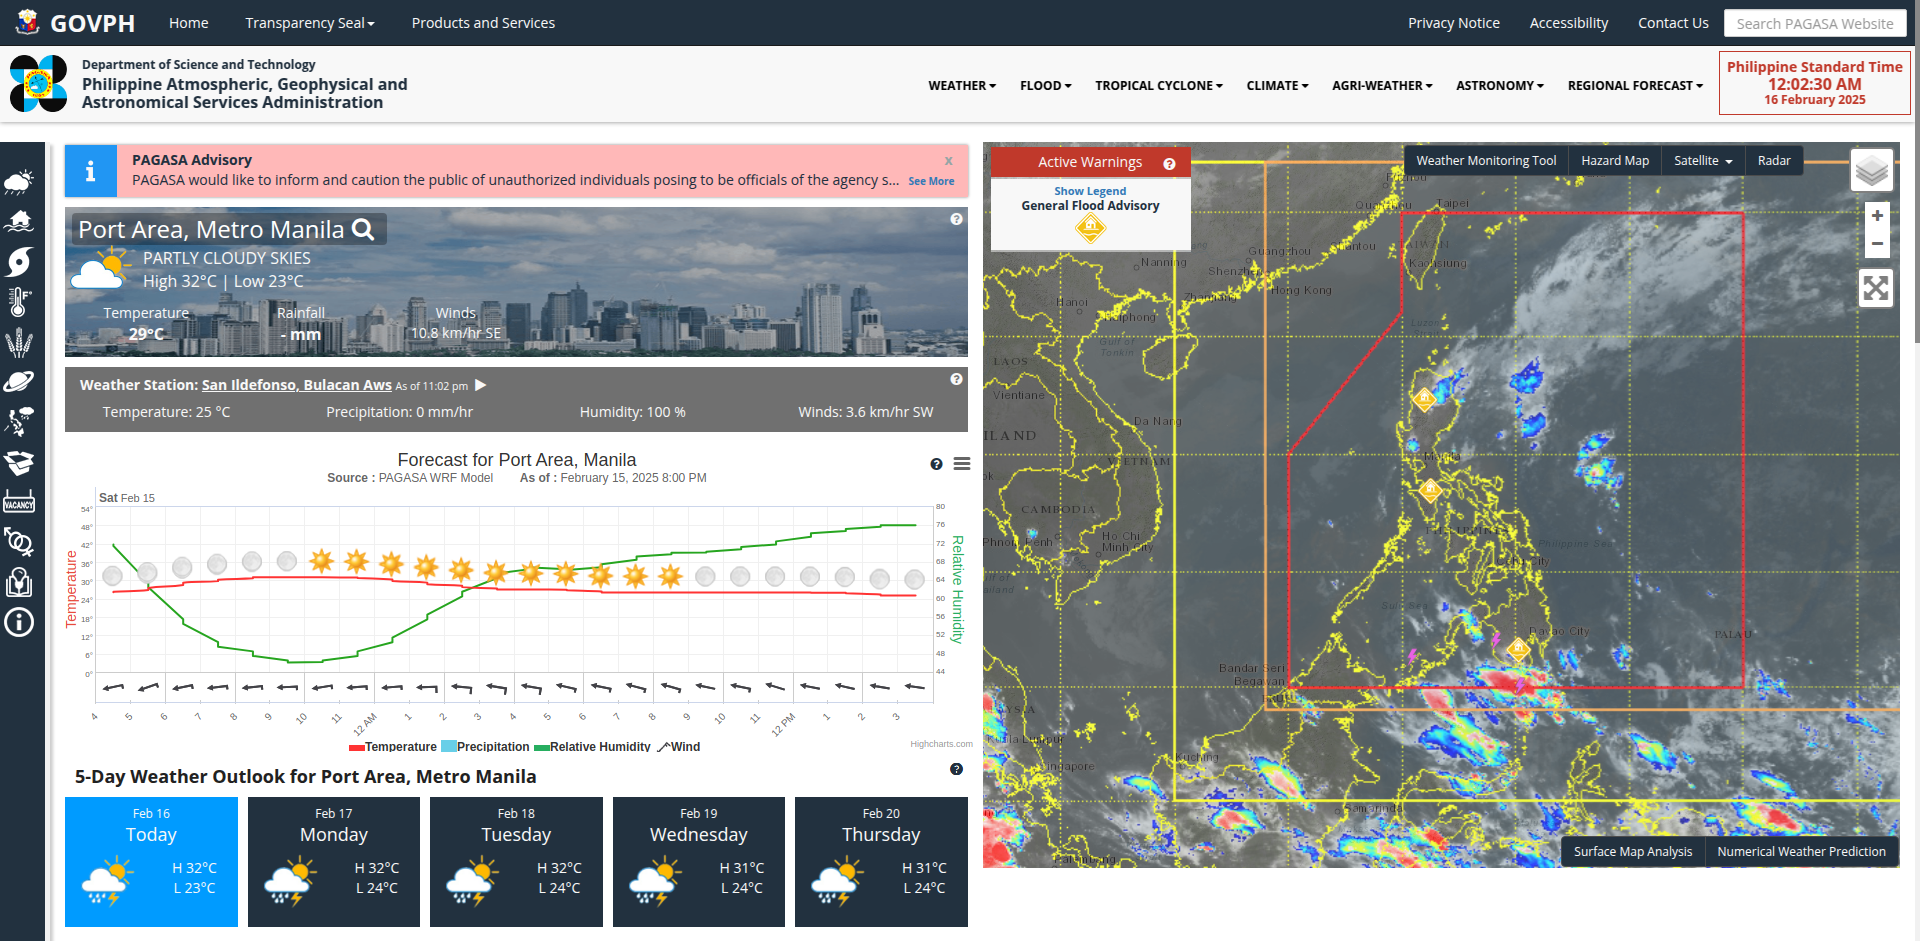 GOVPH
Home
Transparency Seal
Products and Services
Privacy Notice
Accessibility
Contact Us
Search PAGASA Website
Department of Science and Technology
Philippine Atmospheric, Geophysical and
Astronomical Services Administration
WEATHER
FLOOD
TROPICAL CYCLONE
CLIMATE
AGRI-WEATHER
ASTRONOMY
REGIONAL FORECAST
Philippine Standard Time
12:02:30 AM
16 February 2025
VACANCY
PAGASA Advisory
x
PAGASA would like to inform and caution the public of unauthorized individuals posing to be officials of the agency s...
See More
Port Area, Metro Manila
PARTLY CLOUDY SKIES
High 32°C | Low 23°C
Temperature
Rainfall
Winds
29°C
- mm
10.8 km/hr SE
Weather Station: San Ildefonso, Bulacan Aws As of 11:02 pm
Temperature: 25 °C
Precipitation: 0 mm/hr
Humidity: 100 %
Winds: 3.6 km/hr SW
Forecast for Port Area, Manila
Source : PAGASA WRF Model As of : February 15, 2025 8:00 PM
Sat Feb 15
54°
48°
42°
36°
30°
24°
18°
12°
6°
0°
Temperature
80
76
72
68
64
60
56
52
48
44
Relative Humidity
4
5
6
7
8
9
10
11
12 AM
1
2
3
4
5
6
7
8
9
10
11
12 PM
1
2
3
Temperature
Precipitation
Relative Humidity
Wind
Highcharts.com
5-Day Weather Outlook for Port Area, Metro Manila
Feb 16
Today
H 32°C
L 23°C
Feb 17
Monday
H 32°C
L 24°C
Feb 18
Tuesday
H 32°C
L 24°C
Feb 19
Wednesday
H 31°C
L 24°C
Feb 20
Thursday
H 31°C
L 24°C
Active Warnings
Show Legend
General Flood Advisory
Weather Monitoring Tool
Hazard Map
Satellite
Radar
+
−
Taipei
Guangzhou
Shantou
Nanning
Shenzhen
Kaohsiung
Hong Kong
Hanoi
Zhanjiang
Haiphong
Luzon
Gulf of
Tonkin
LAOS
Vientiane
Da Nang
VIETNAM
CAMBODIA
Phnom Penh
Ho Chi
Minh City
Philippine Sea
Sulu Sea
Davao City
PALAU
Bandar Seri
Begawan
Kuala Lumpur
Kuching
Samarinda
Surface Map Analysis
Numerical Weather Prediction